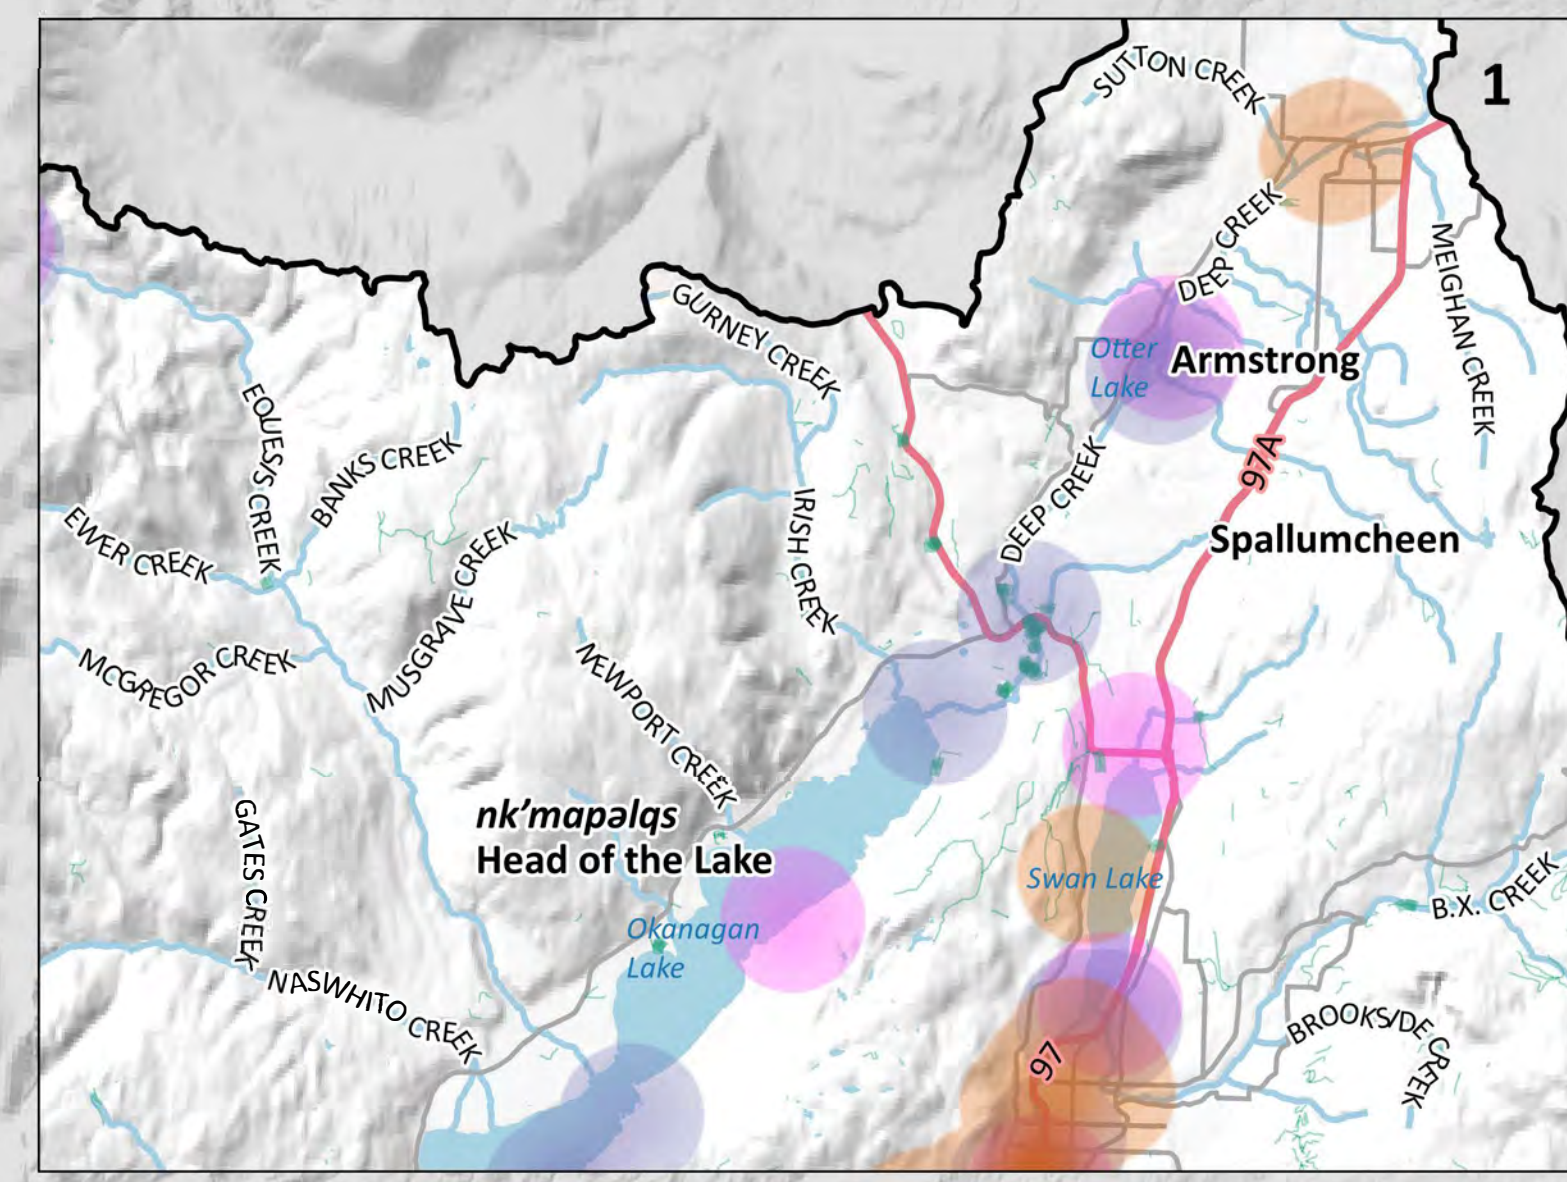 SUTTON CREEK
1
DEEP CREEK
MEIGHAN CREEK
GURNEY CREEK
Otter
Lake
Armstrong
EQUESIS CREEK
BANKS CREEK
97A
DEEP CREEK
IRISH CREEK
EWER CREEK
MUSGRAVE CREEK
Spallumcheen
MCGREGOR CREEK
NEWPORT CREEK
nk'mapəlqs
Head of the Lake
GATES CREEK
Swan Lake
B.X. CREEK
Okanagan
Lake
NASWHITO CREEK
BROOKSIDE CREEK
97